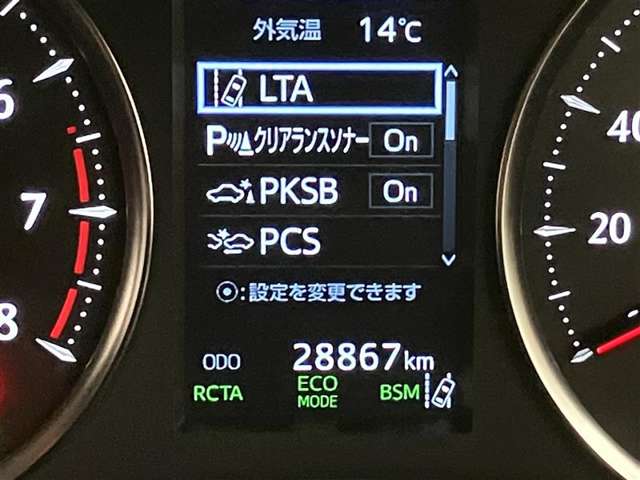 外気温 14℃
LTA
P クリアランスソナー On
PKSB On
PCS
:設定を変更できます
ODO 28867km
RCTA ECO MODE BSM
6
7
8
40
20